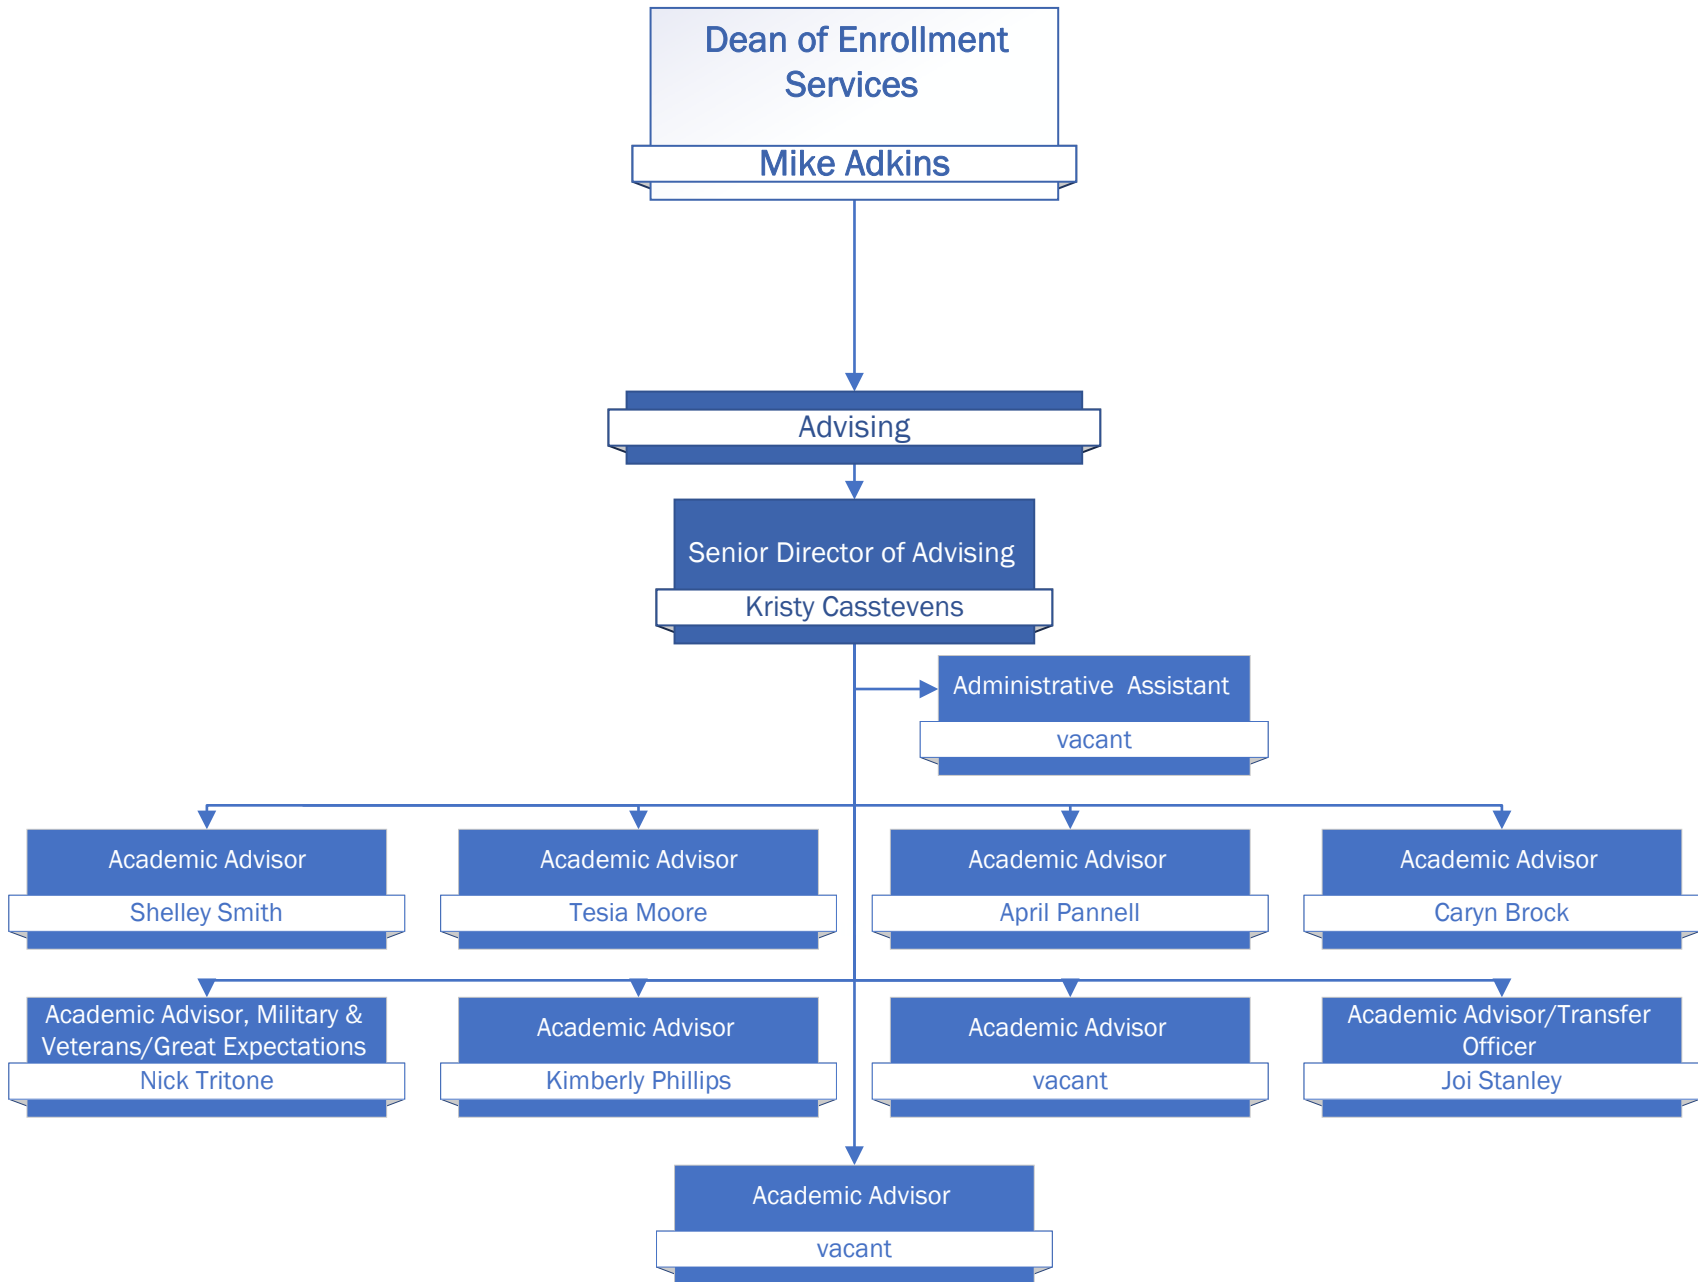 Dean of Enrollment
Services
Mike Adkins
Advising
Senior Director of Advising
Kristy Casstevens
Administrative  Assistant
vacant
Academic Advisor
Shelley Smith
Academic Advisor
Tesia Moore
Academic Advisor
April Pannell
Academic Advisor
Caryn Brock
Academic Advisor, Military &
Veterans/Great Expectations
Nick Tritone
Academic Advisor
Kimberly Phillips
Academic Advisor
vacant
Academic Advisor/Transfer
Officer
Joi Stanley
Academic Advisor
vacant